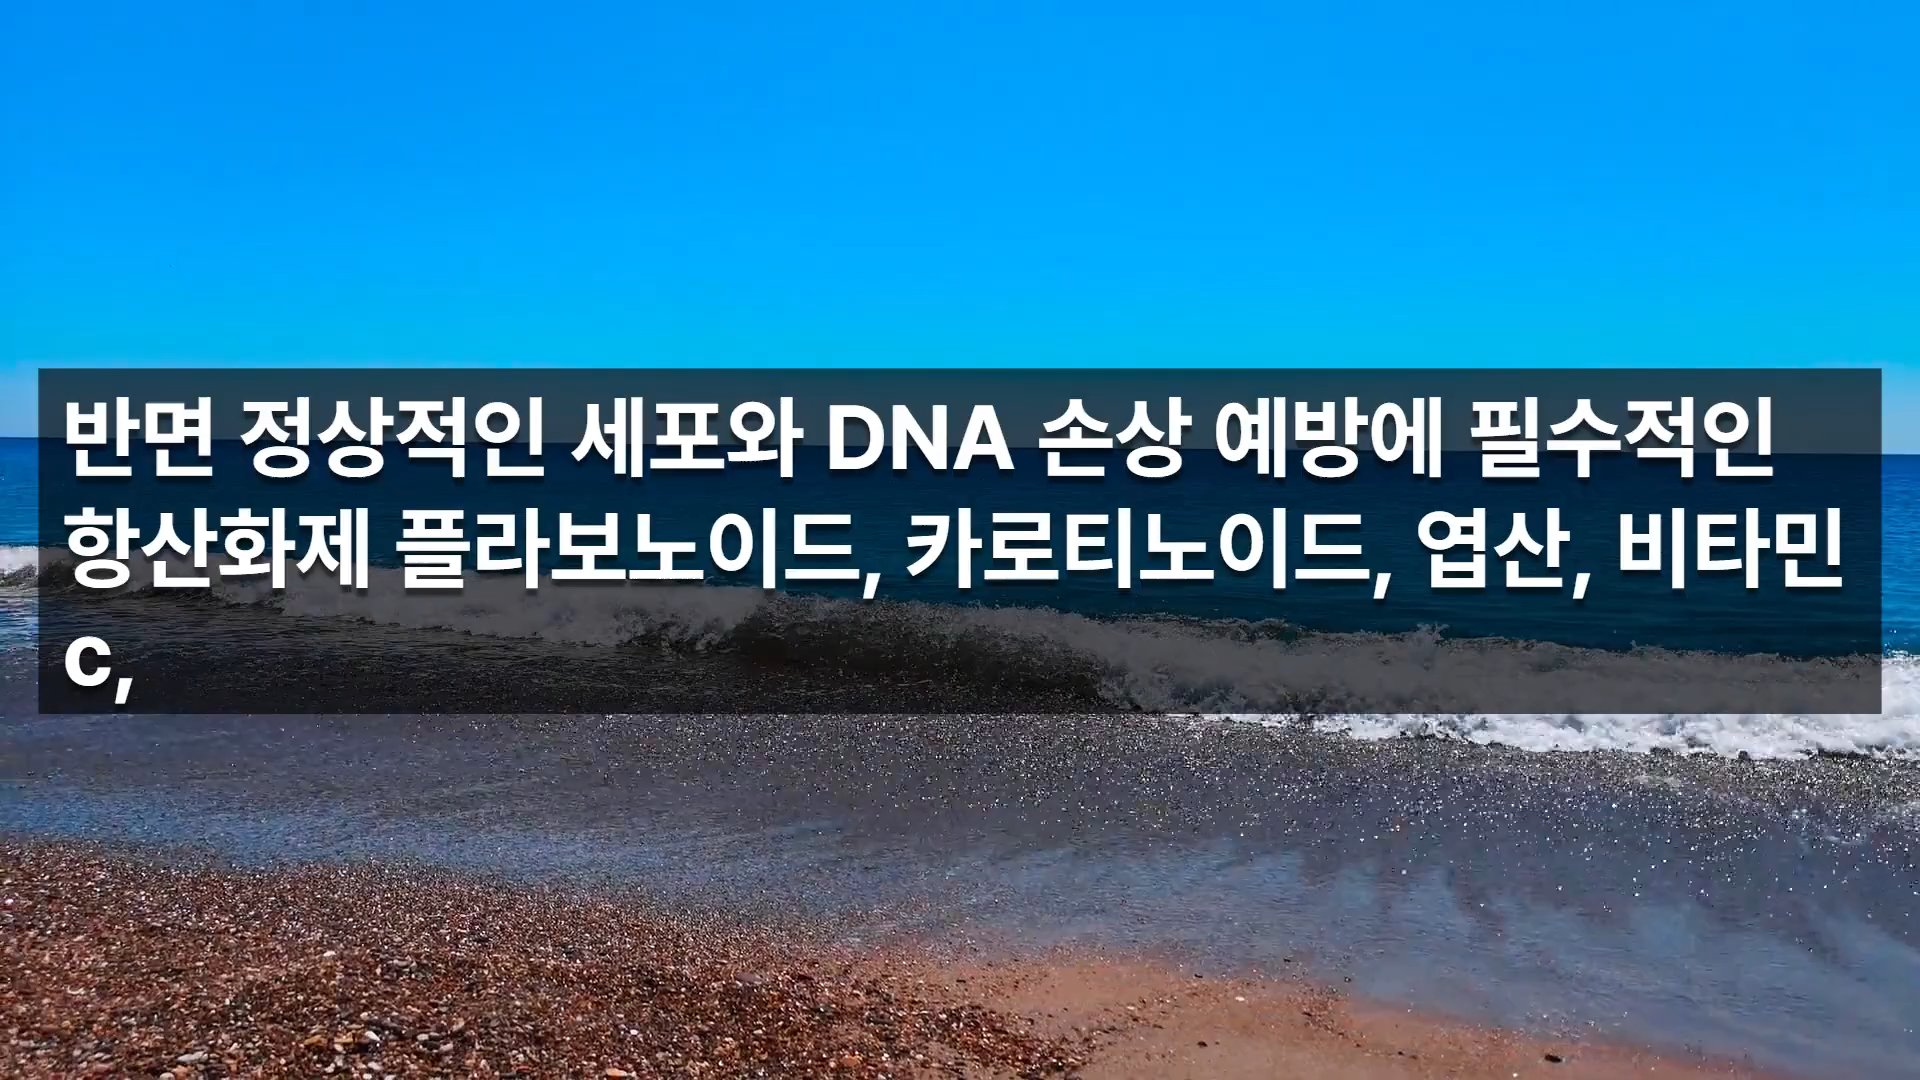 반면 정상적인 세포와 DNA 손상 예방에 필수적인
항산화제 플라보노이드, 카로티노이드, 엽산, 비타민
c,